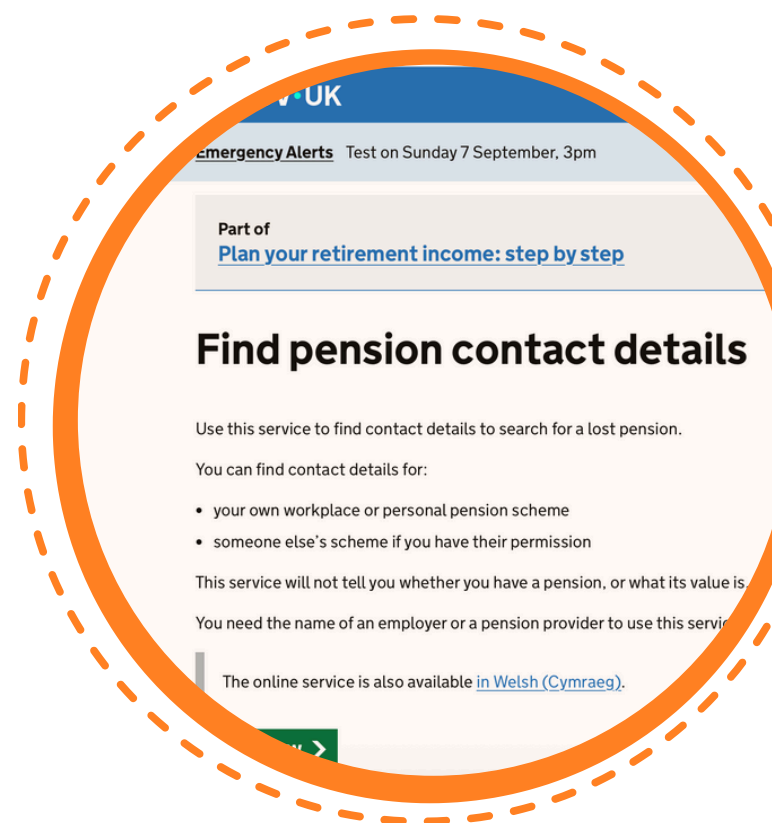 UK
Emergency Alerts Test on Sunday 7 September, 3pm
Part of
Plan your retirement income: step by step
Find pension contact details
Use this service to find contact details to search for a lost pension.
You can find contact details for:
• your own workplace or personal pension scheme
• someone else's scheme if you have their permission
This service will not tell you whether you have a pension, or what its value is.
You need the name of an employer or a pension provider to use this
The online service is also available in Welsh (Cymraeg).